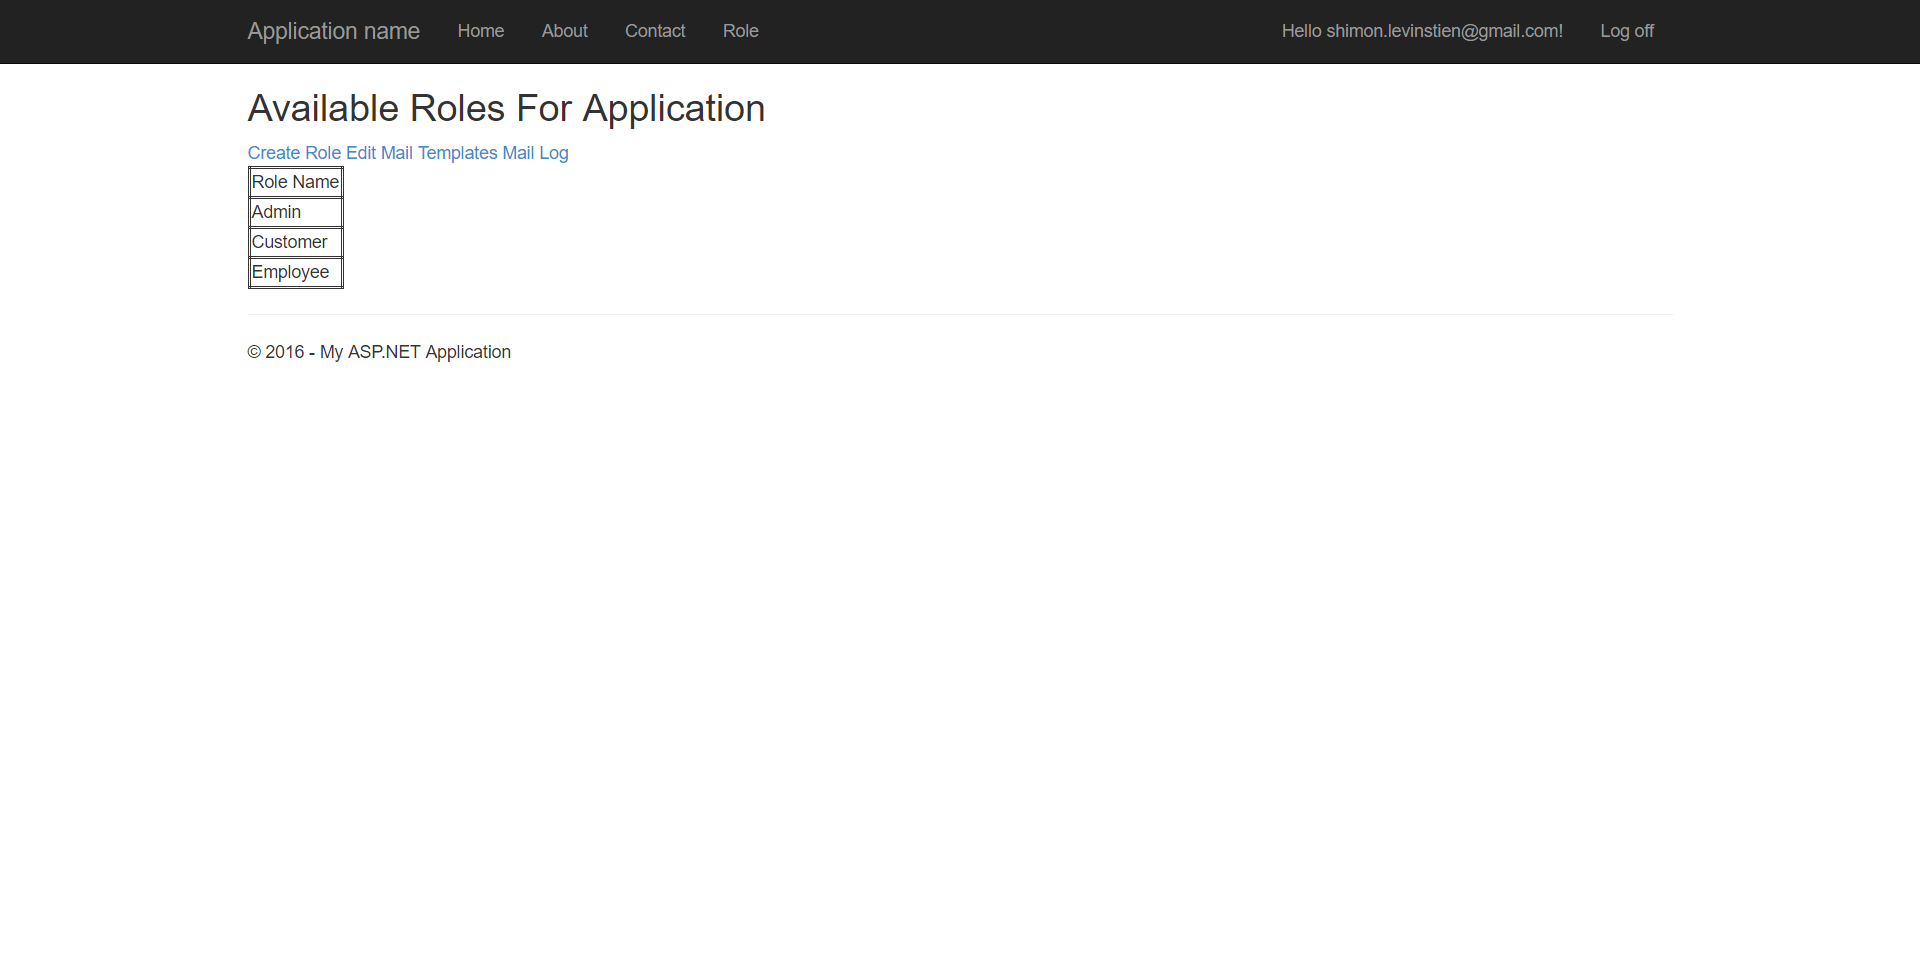 Application name Home About Contact Role Hello shimon.levinstien@gmail.com! Log off
Available Roles For Application
Create Role Edit Mail Templates Mail Log
Role Name
Admin
Customer
Employee
© 2016 - My ASP.NET Application